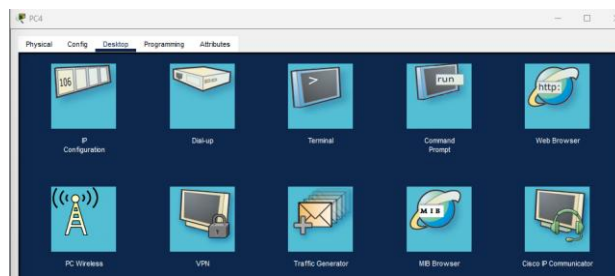 PC4
Physical Config Desktop Programming Attributes
106
>
run
http:
IP
Configuration
Dial-up
Terminal
Command
Prompt
Web Browser
MIB
PC Wireless
VPN
Traffic Generator
MIB Browser
Cisco IP Communicator